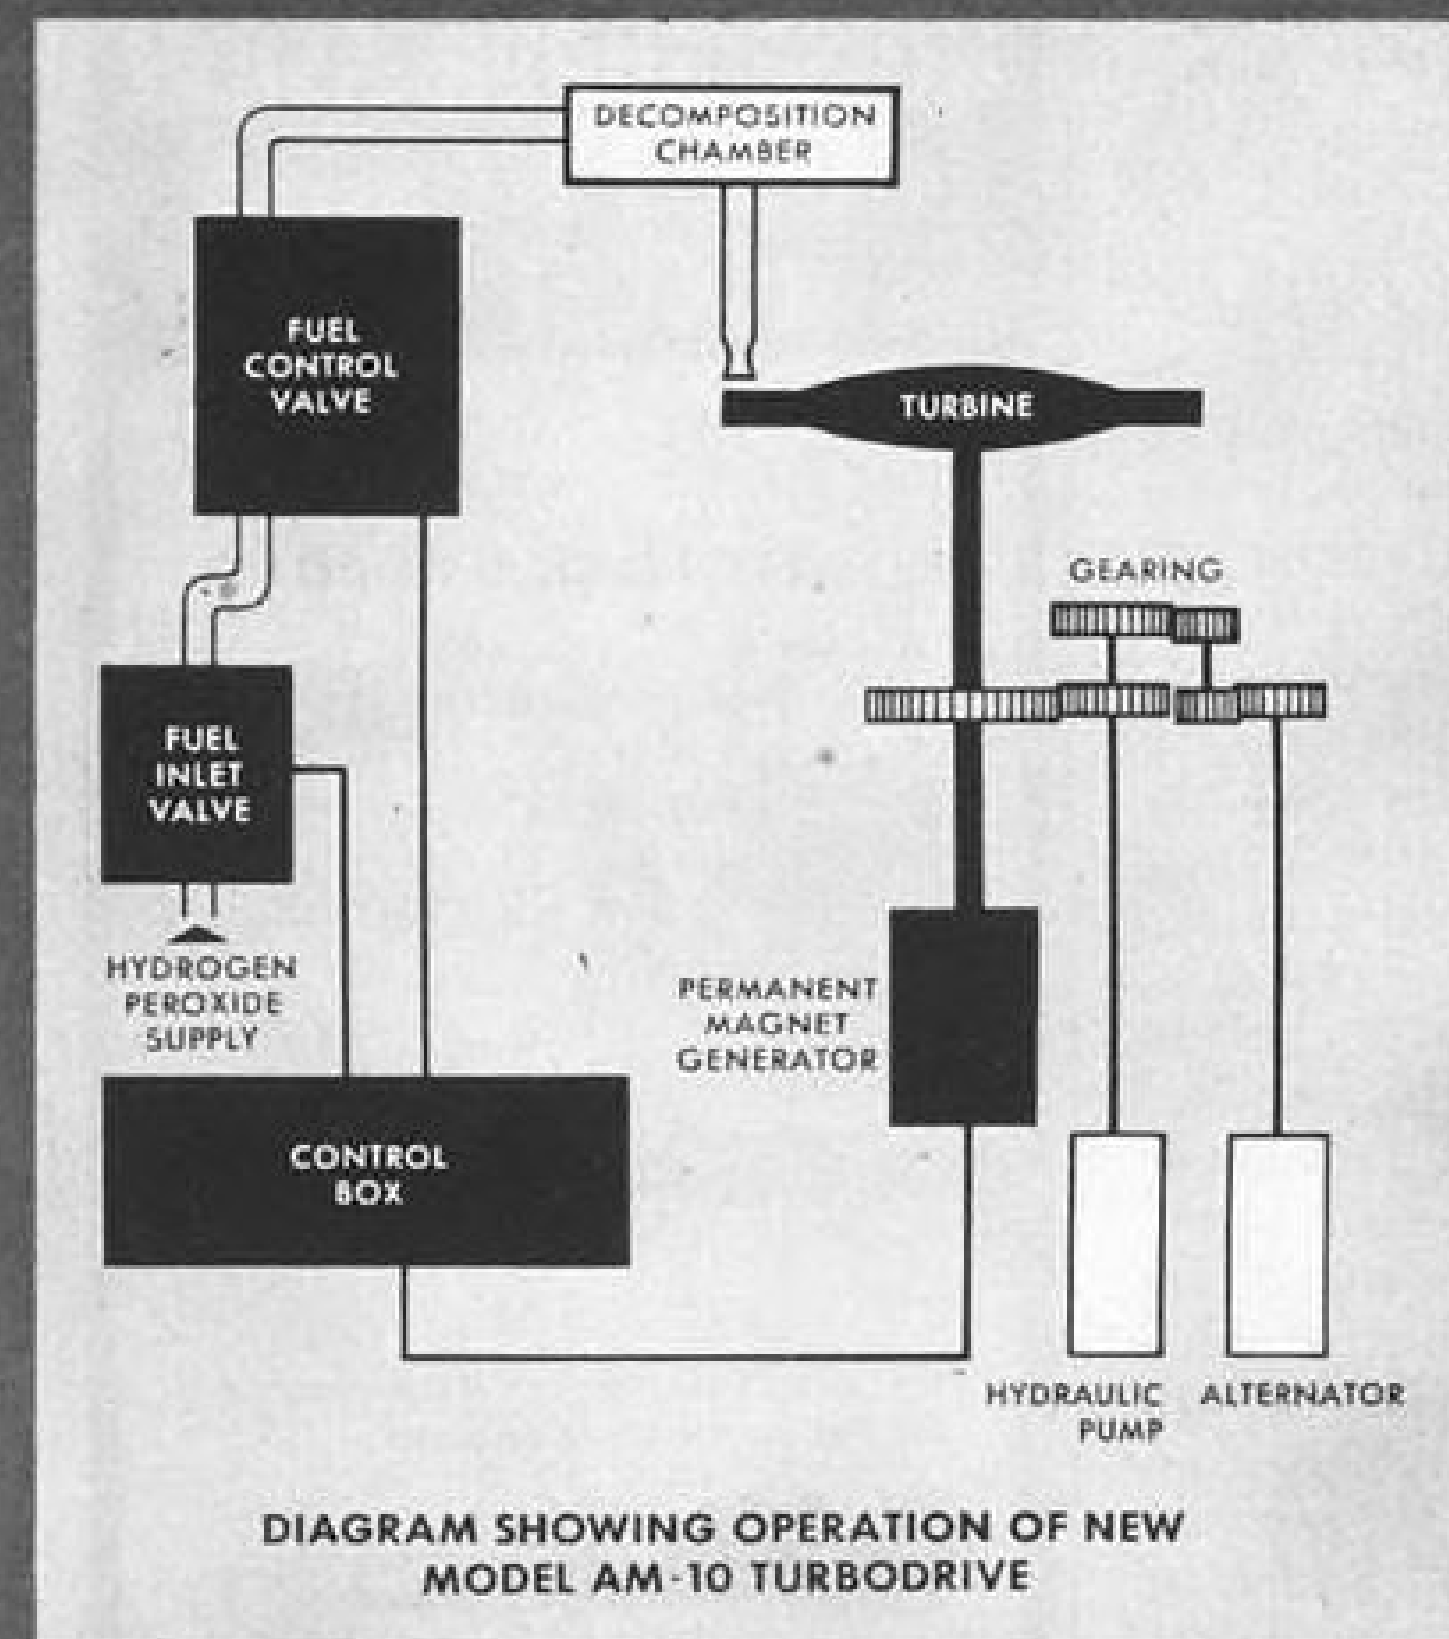 DECOMPOSITION
CHAMBER
FUEL
CONTROL
VALVE
TURBINE
GEARING
FUEL
INLET
VALVE
HYDROGEN
PEROXIDE
SUPPLY
PERMANENT
MAGNET
GENERATOR
CONTROL
BOX
HYDRAULIC
PUMP
ALTERNATOR
DIAGRAM SHOWING OPERATION OF NEW
MODEL AM-10 TURBODRIVE